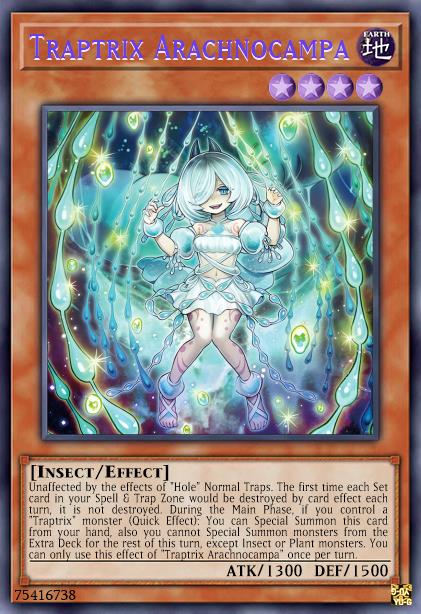 Traptrix Arachnocampa
EARTH
地
[Insect/Effect]
Unaffected by the effects of "Hole" Normal Traps. The first time each Set
card in your Spell & Trap Zone would be destroyed by card effect each
turn, it is not destroyed. During the Main Phase, if you control a
"Traptrix" monster (Quick Effect): You can Special Summon this card
from your hand, also you cannot Special Summon monsters from the
Extra Deck for the rest of this turn, except Insect or Plant monsters. You
can only use this effect of "Traptrix Arachnocampa" once per turn.
ATK/1300 DEF/1500
75416738